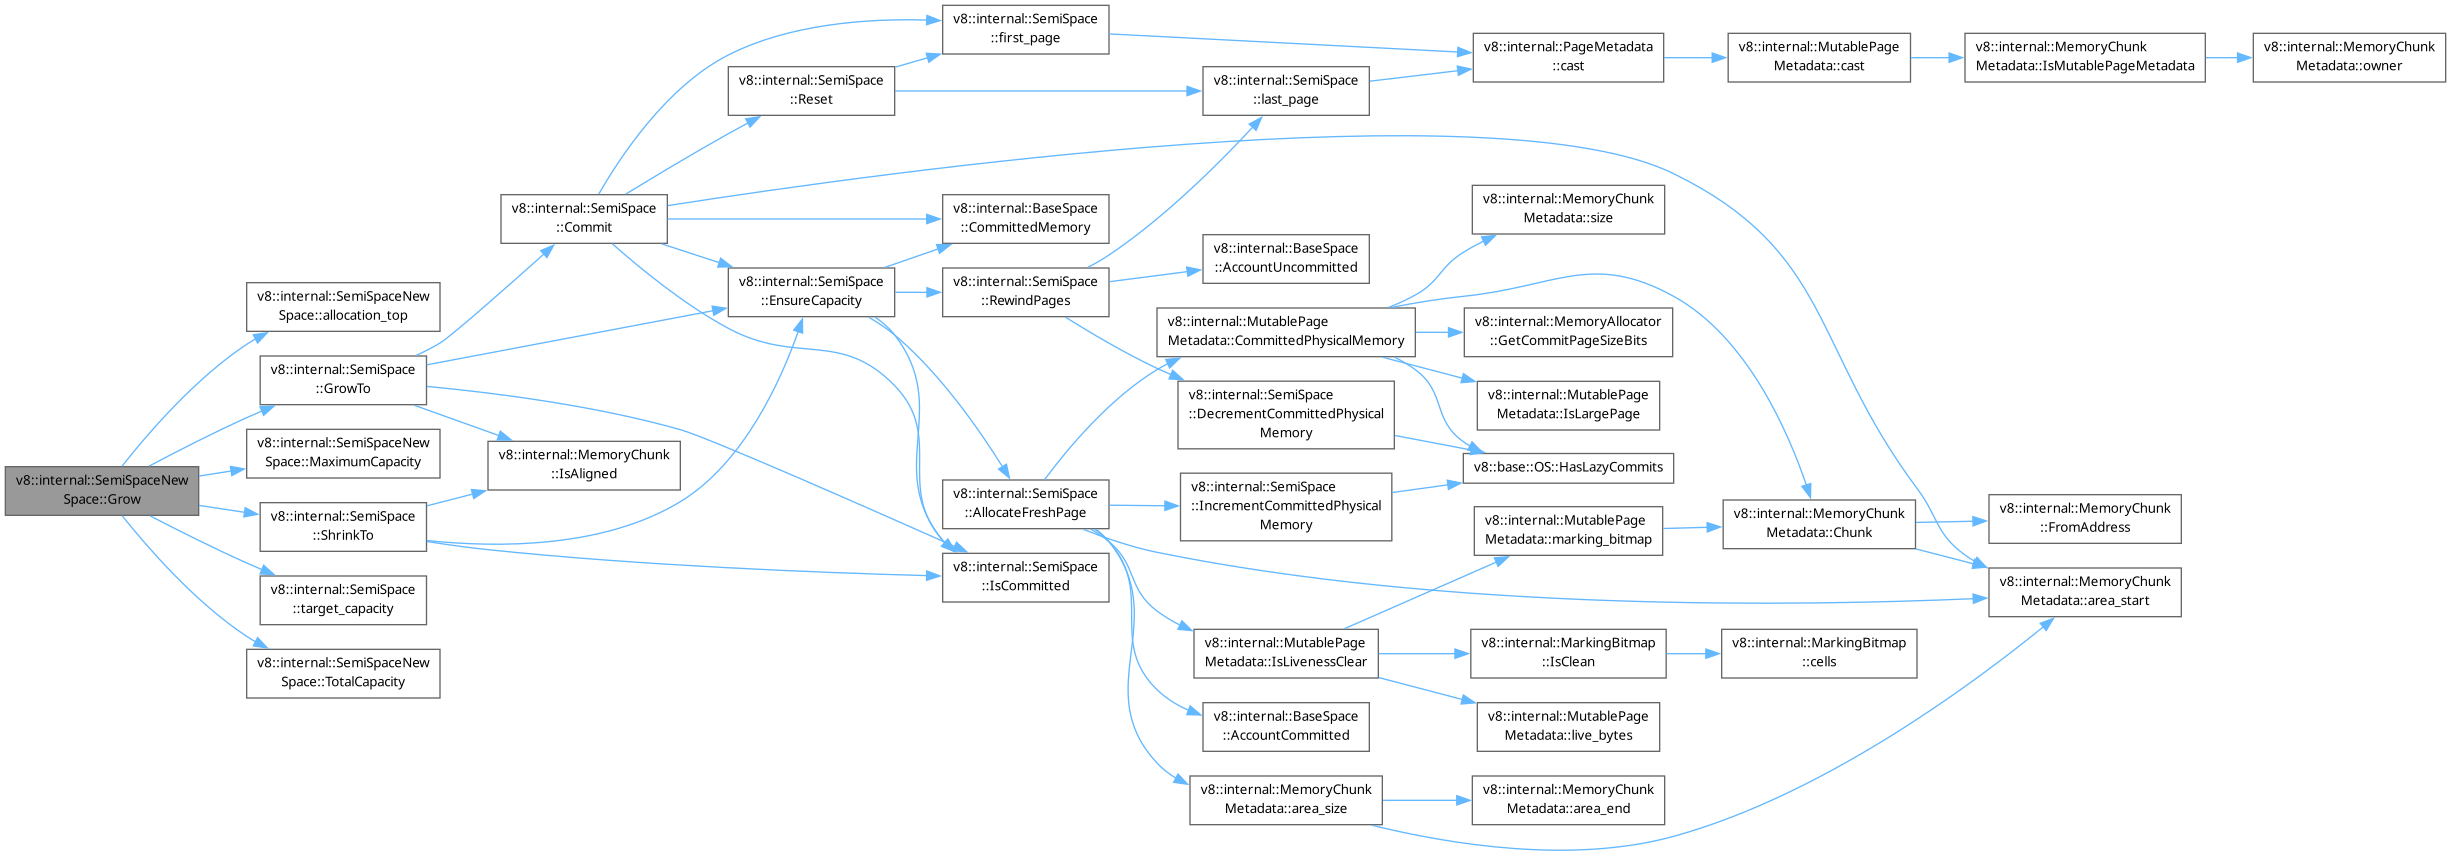 v8::internal::SemiSpaceNew
Space::Grow
v8::internal::SemiSpaceNew
Space::allocation_top
v8::internal::SemiSpace
::GrowTo
v8::internal::SemiSpaceNew
Space::MaximumCapacity
v8::internal::SemiSpace
::ShrinkTo
v8::internal::SemiSpace
::target_capacity
v8::internal::SemiSpaceNew
Space::TotalCapacity
v8::internal::SemiSpace
::Commit
v8::internal::MemoryChunk
::IsAligned
v8::internal::SemiSpace
::Reset
v8::internal::SemiSpace
::EnsureCapacity
v8::internal::SemiSpace
::first_page
v8::internal::BaseSpace
::CommittedMemory
v8::internal::SemiSpace
::RewindPages
v8::internal::SemiSpace
::AllocateFreshPage
v8::internal::SemiSpace
::IsCommitted
v8::internal::SemiSpace
::last_page
v8::internal::BaseSpace
::AccountUncommitted
v8::internal::MutablePage
Metadata::CommittedPhysicalMemory
v8::internal::SemiSpace
::DecrementCommittedPhysical
Memory
v8::internal::SemiSpace
::IncrementCommittedPhysical
Memory
v8::internal::MutablePage
Metadata::IsLivenessClear
v8::internal::BaseSpace
::AccountCommitted
v8::internal::MemoryChunk
Metadata::area_size
v8::internal::PageMetadata
::cast
v8::internal::MemoryChunk
Metadata::size
v8::internal::MemoryAllocator
::GetCommitPageSizeBits
v8::internal::MutablePage
Metadata::IsLargePage
v8::base::OS::HasLazyCommits
v8::internal::MutablePage
Metadata::marking_bitmap
v8::internal::MarkingBitmap
::IsClean
v8::internal::MutablePage
Metadata::live_bytes
v8::internal::MemoryChunk
Metadata::area_end
v8::internal::MutablePage
Metadata::cast
v8::internal::MemoryChunk
Metadata::Chunk
v8::internal::MarkingBitmap
::cells
v8::internal::MemoryChunk
Metadata::IsMutablePageMetadata
v8::internal::MemoryChunk
::FromAddress
v8::internal::MemoryChunk
Metadata::area_start
v8::internal::MemoryChunk
Metadata::owner